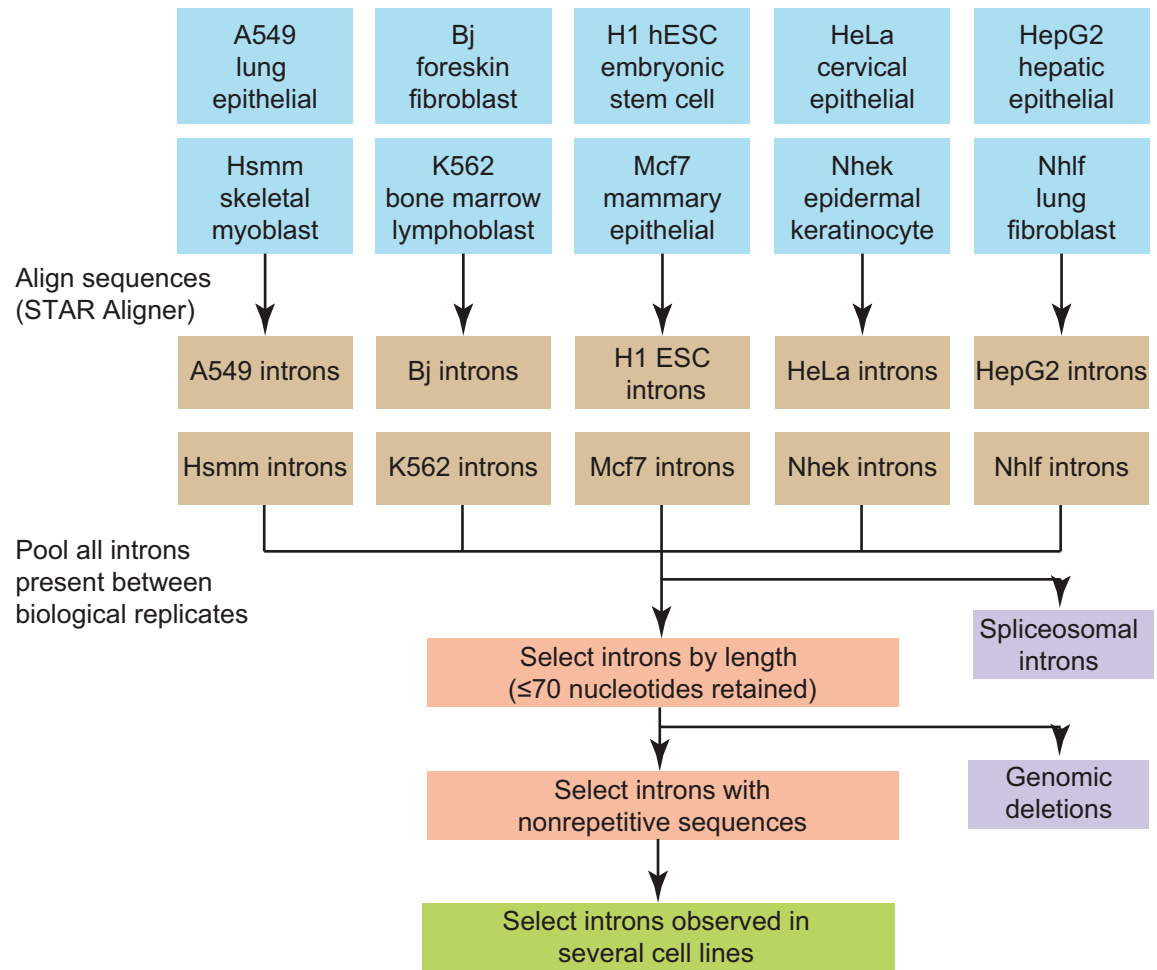 A549
lung
epithelial
Bj
foreskin
fibroblast
H1 hESC
embryonic
stem cell
HeLa
cervical
epithelial
HepG2
hepatic
epithelial
Hsmm
skeletal
myoblast
K562
bone marrow
lymphoblast
Mcf7
mammary
epithelial
Nhek
epidermal
keratinocyte
Nhlf
lung
fibroblast
Align sequences
(STAR Aligner)
A549 introns
Bj introns
H1 ESC
introns
HeLa introns
HepG2 introns
Hsmm introns
K562 introns
Mcf7 introns
Nhek introns
Nhlf introns
Pool all introns
present between
biological replicates
Spliceosomal
introns
Select introns by length
(≤70 nucleotides retained)
Genomic
deletions
Select introns with
nonrepetitive sequences
Select introns observed in
several cell lines